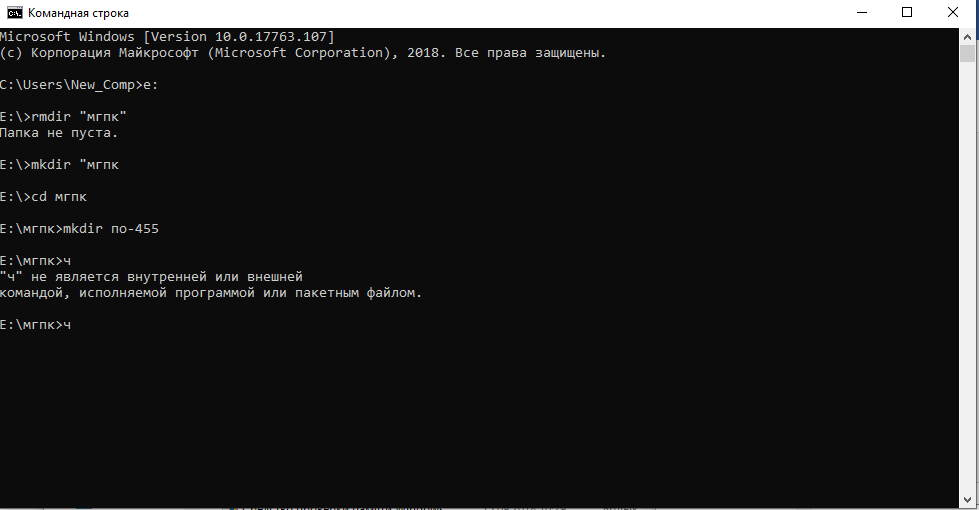 Командная строка
Microsoft Windows [Version 10.0.17763.107]
(c) Корпорация Майкрософт (Microsoft Corporation), 2018. Все права защищены.
C:\Users\New_Comp>e:
E:\>rmdir "мгпк"
Папка не пуста.
E:\>mkdir "мгпк
E:\>cd мгпк
E:\мгпк>mkdir по-455
E:\мгпк>ч
"ч" не является внутренней или внешней
командой, исполняемой программой или пакетным файлом.
E:\мгпк>ч